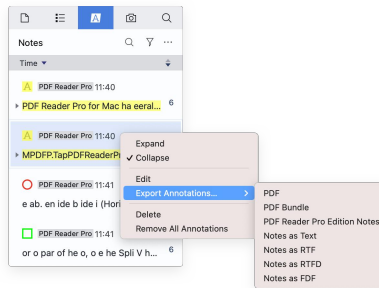 Notes
Time
A PDF Reader Pro 11:40
PDF Reader Pro for Mac ha eeral... 6
A PDF Reader Pro 11:40
MPDFP.TapPDFReaderPr
PDF Reader Pro 11:41
e ab. en ide b ide i (Hori
PDF Reader Pro 11:41
or o par of he o, o e he Spli V h... 6
Expand
✓ Collapse
Edit
Export Annotations...
Delete
Remove All Annotations
PDF
PDF Bundle
PDF Reader Pro Edition Notes
Notes as Text
Notes as RTF
Notes as RTFD
Notes as FDF